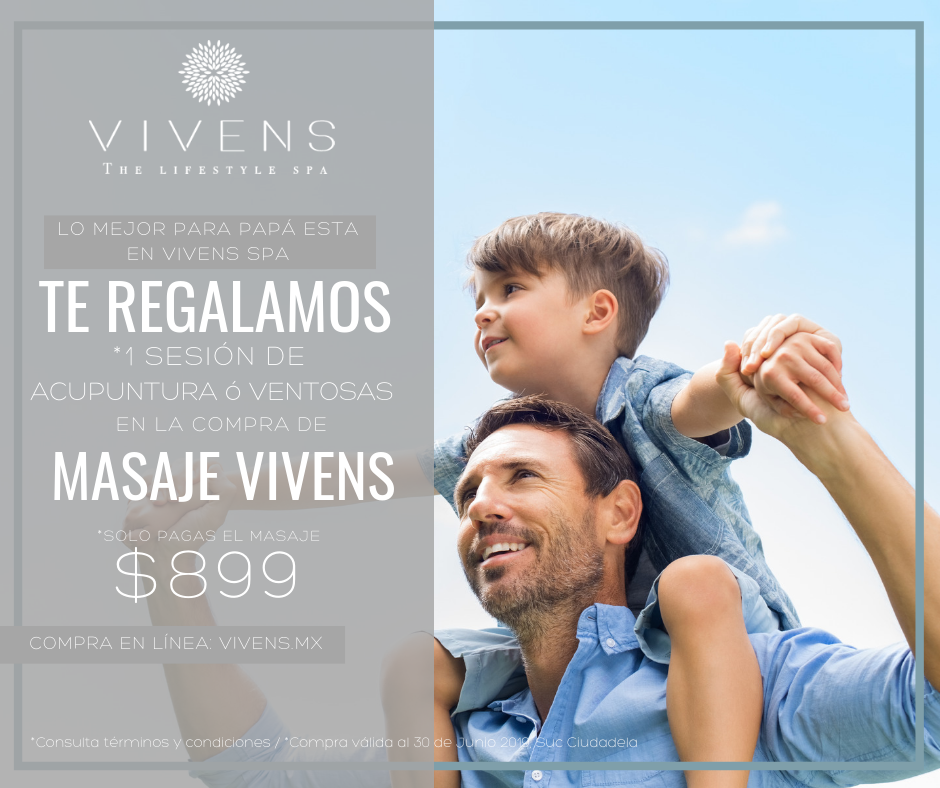 VIVENS
THE LIFESTYLE SPA
LO MEJOR PARA PAPÁ ESTA
EN VIVENS SPA
TE REGALAMOS
*1 SESIÓN DE
ACUPUNTURA ó VENTOSAS
EN LA COMPRA DE
MASAJE VIVENS
*SOLO PAGAS EL MASAJE
$899
COMPRA EN LÍNEA: VIVENS.MX
*Consulta términos y condiciones / *Compra válida al 30 de Junio 2019. Suc Ciudadela